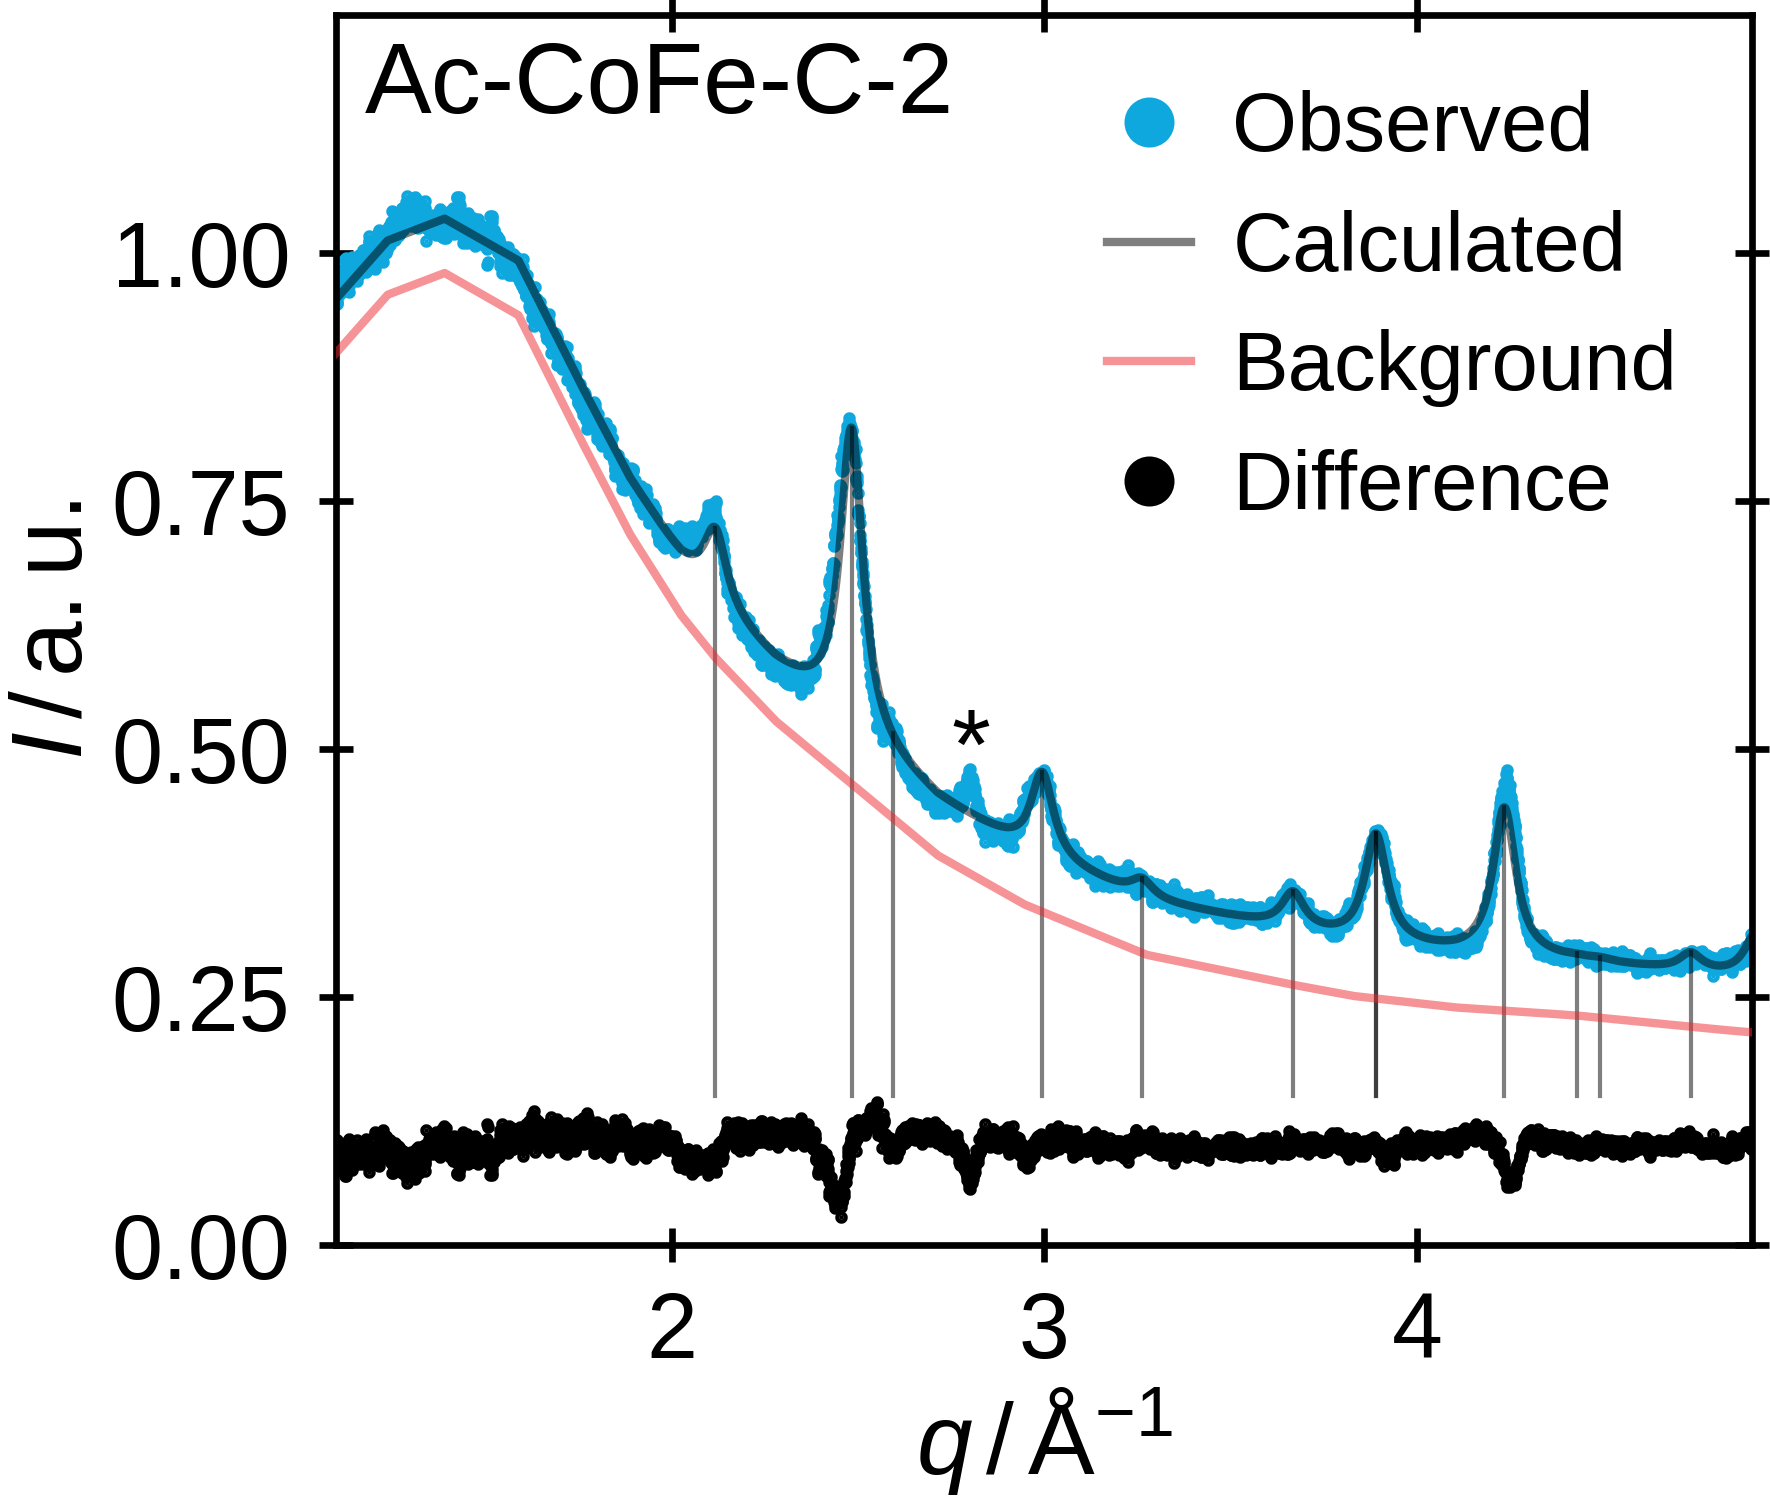 Ac-CoFe-C-2
Observed
Calculated
Background
Difference
*
1.00
0.75
0.50
0.25
0.00
I / a. u.
2 3 4
q / Å⁻¹